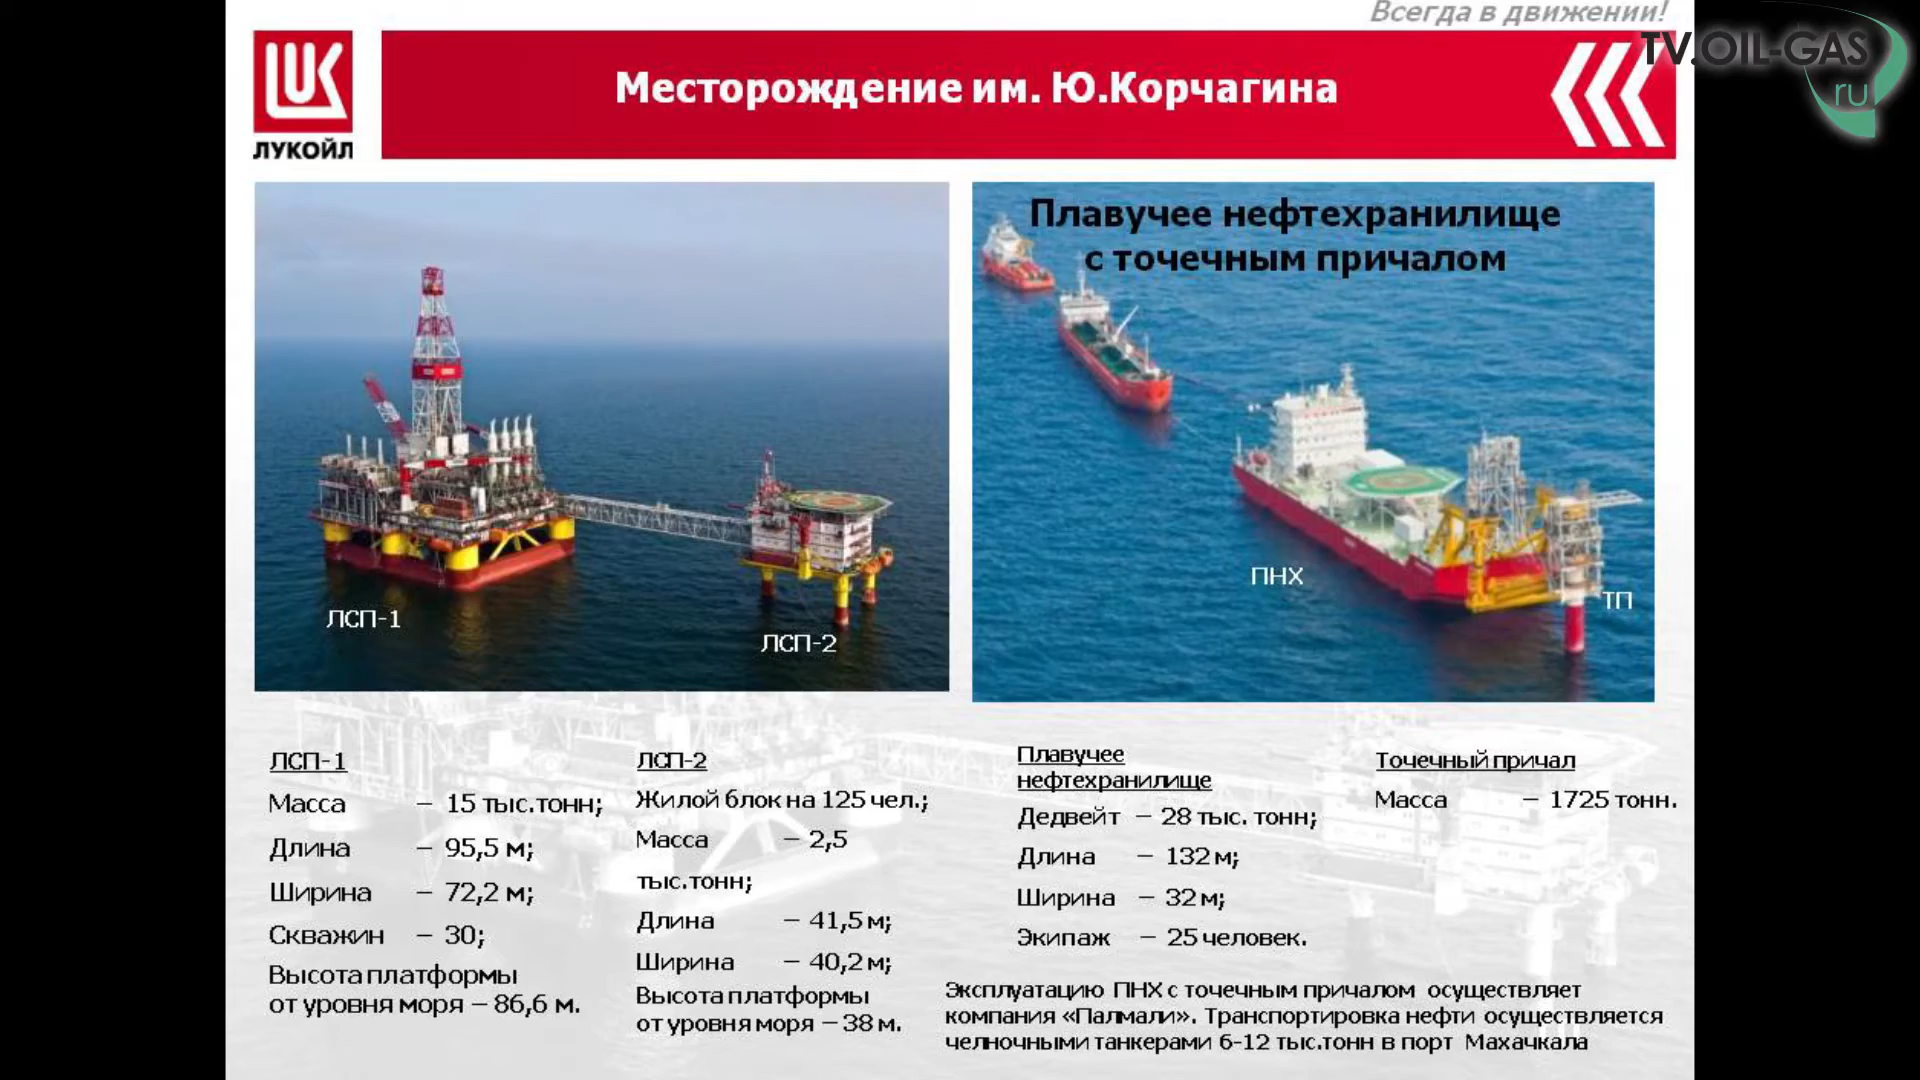 Всегда в движении!
TV.OIL-GAS
ru
ЛУКОЙЛ
Месторождение им. Ю.Корчагина
Плавучее нефтехранилище
с точечным причалом
ПНХ
ТП
ЛСП-1
ЛСП-2
ЛСП-1
Масса – 15 тыс.тонн;
Длина – 95,5 м;
Ширина – 72,2 м;
Скважин – 30;
Высота платформы
от уровня моря – 86,6 м.
ЛСП-2
Жилой блок на 125 чел.;
Масса – 2,5
тыс.тонн;
Длина – 41,5 м;
Ширина – 40,2 м;
Высота платформы
от уровня моря – 38 м.
Плавучее
нефтехранилище
Дедвейт – 28 тыс. тонн;
Длина – 132 м;
Ширина – 32 м;
Экипаж – 25 человек.
Точечный причал
Масса – 1725 тонн.
Эксплуатацию ПНХ с точечным причалом осуществляет
компания «Палмали». Транспортировка нефти осуществляется
челночными танкерами 6-12 тыс.тонн в порт Махачкала